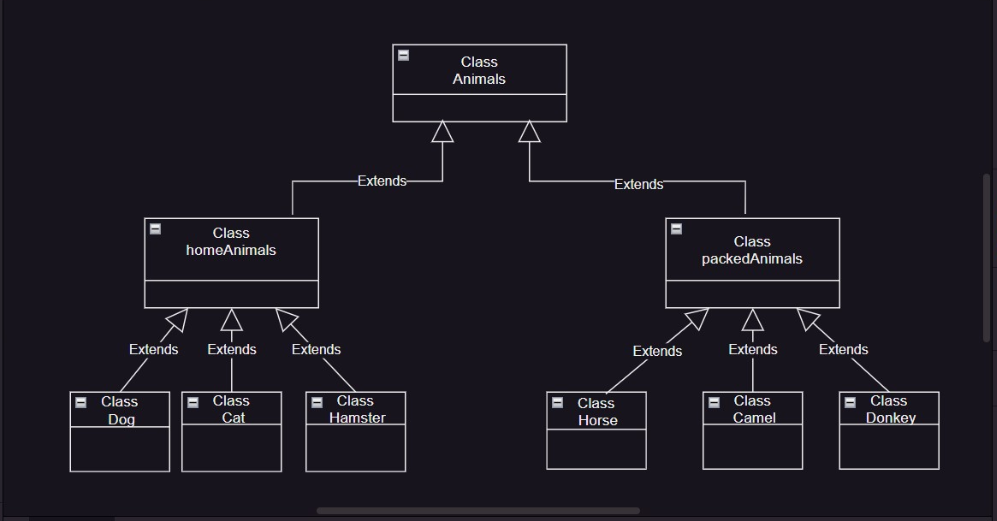 Class
Animals
Extends
Extends
Class
homeAnimals
Class
packedAnimals
Extends
Extends
Extends
Extends
Extends
Extends
Class
Dog
Class
Cat
Class
Hamster
Class
Horse
Class
Camel
Class
Donkey